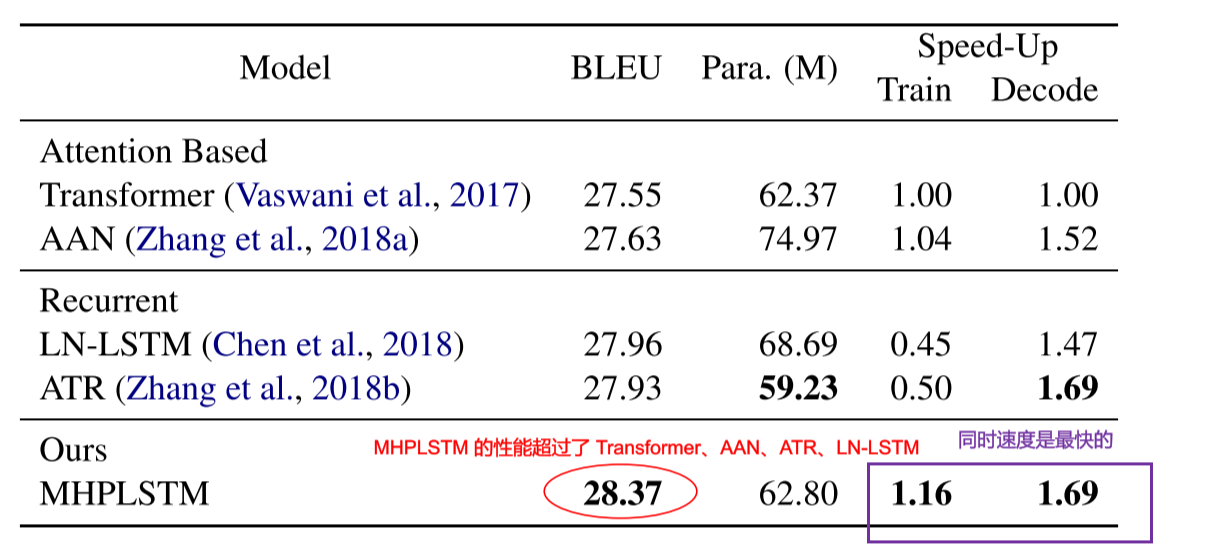 Model BLEU Para. (M) Speed-Up
Train Decode
Attention Based
Transformer (Vaswani et al., 2017) 27.55 62.37 1.00 1.00
AAN (Zhang et al., 2018a) 27.63 74.97 1.04 1.52
Recurrent
LN-LSTM (Chen et al., 2018) 27.96 68.69 0.45 1.47
ATR (Zhang et al., 2018b) 27.93 59.23 0.50 1.69
Ours MHPLSTM 的性能超过了 Transformer、AAN、ATR、LN-LSTM 同时速度是最快的
MHPLSTM 28.37 62.80 1.16 1.69